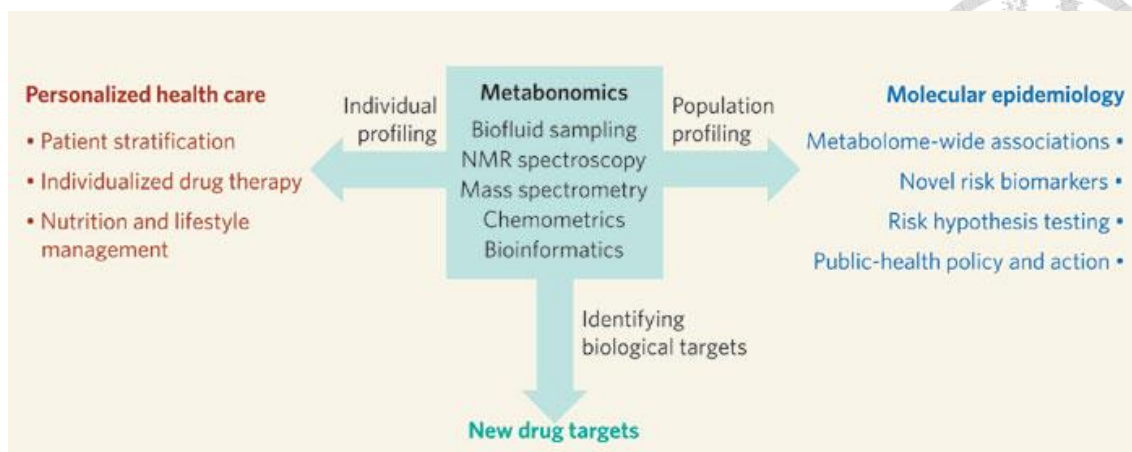 Personalized health care
• Patient stratification
• Individualized drug therapy
• Nutrition and lifestyle
management
Individual
profiling
Metabonomics
Biofluid sampling
NMR spectroscopy
Mass spectrometry
Chemometrics
Bioinformatics
Population
profiling
Molecular epidemiology
Metabolome-wide associations •
Novel risk biomarkers •
Risk hypothesis testing •
Public-health policy and action •
Identifying
biological targets
New drug targets